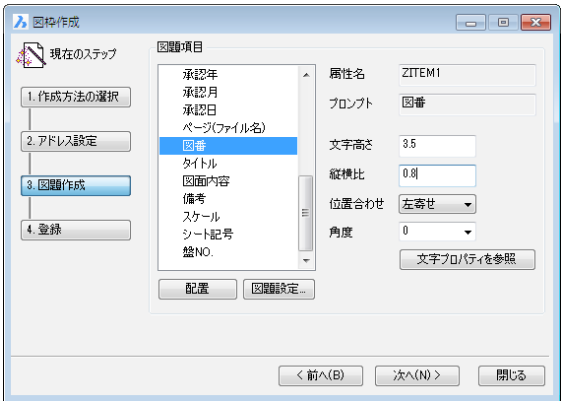 図枠作成
現在のステップ
1. 作成方法の選択
2. アドレス設定
3. 図題作成
4. 登録
図題項目
承認年
承認月
承認日
ページ(ファイル名)
図番
タイトル
図面内容
備考
スケール
シート記号
盤NO.
配置
図題設定...
属性名 ZITEM1
プロンプト 図番
文字高さ 3.5
縦横比 0.8
位置合わせ 左寄せ
角度 0
文字プロパティを参照
< 前へ(B)
次へ(N) >
閉じる